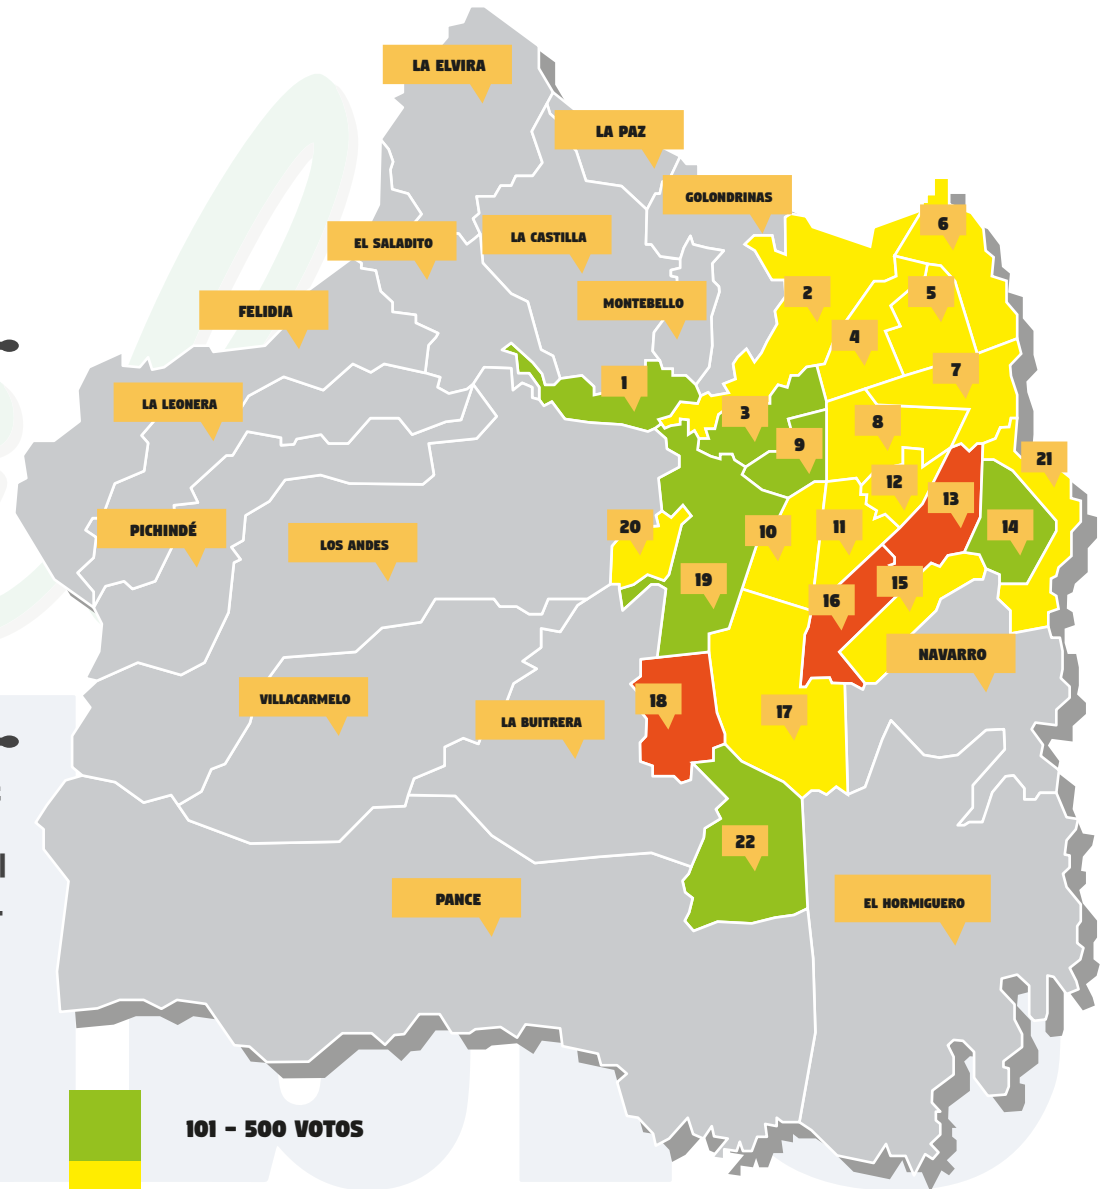 LA ELVIRA
LA PAZ
GOLONDRINAS
6
EL SALADITO
LA CASTILLA
2
5
MONTEBELLO
FELIDIA
4
7
1
LA LEONERA
3
8
9
21
12
13
PICHINDÉ
LOS ANDES
20
10
11
14
19
15
16
NAVARRO
VILLACARMELO
18
LA BUITRERA
17
22
PANCE
EL HORMIGUERO
101 - 500 VOTOS